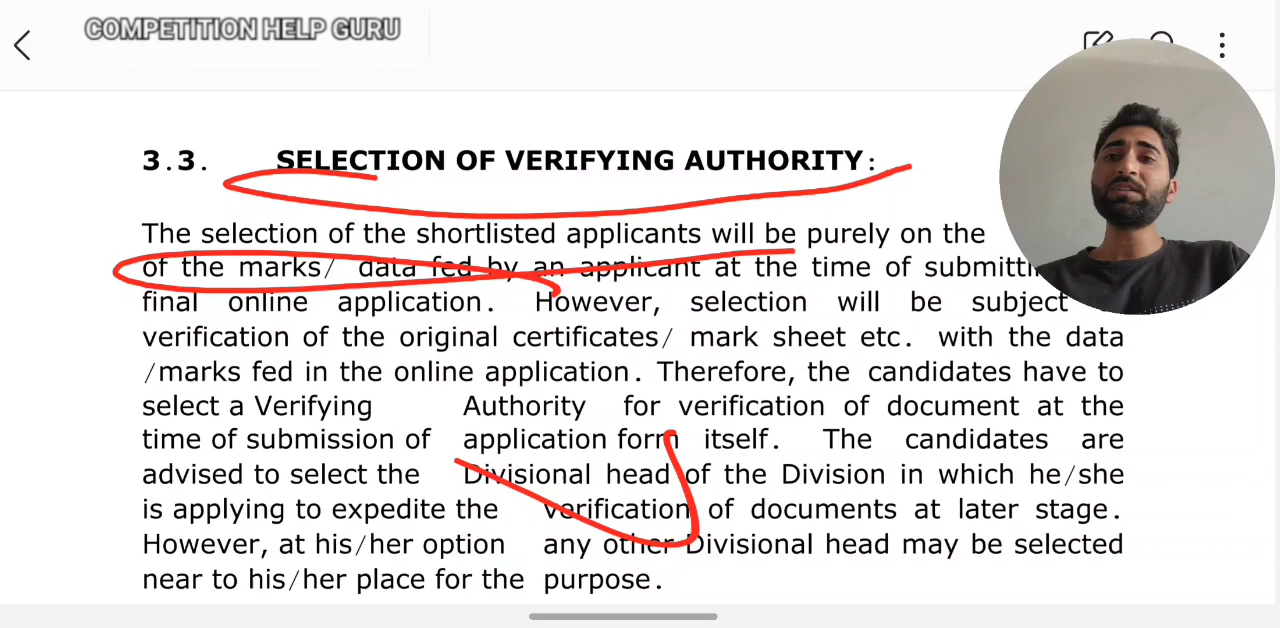 COMPETITION HELP GURU
3.3. SELECTION OF VERIFYING AUTHORITY:
The selection of the shortlisted applicants will be purely on the
of the marks/ data fed by an applicant at the time of
final online application. However, selection will be subject
verification of the original certificates/ mark sheet etc. with the data
/marks fed in the online application. Therefore, the candidates have to
select a Verifying Authority for verification of document at the
time of submission of application form itself. The candidates are
advised to select the Divisional head of the Division in which he/she
is applying to expedite the verification of documents at later stage.
However, at his/her option any other Divisional head may be selected
near to his/her place for the purpose.